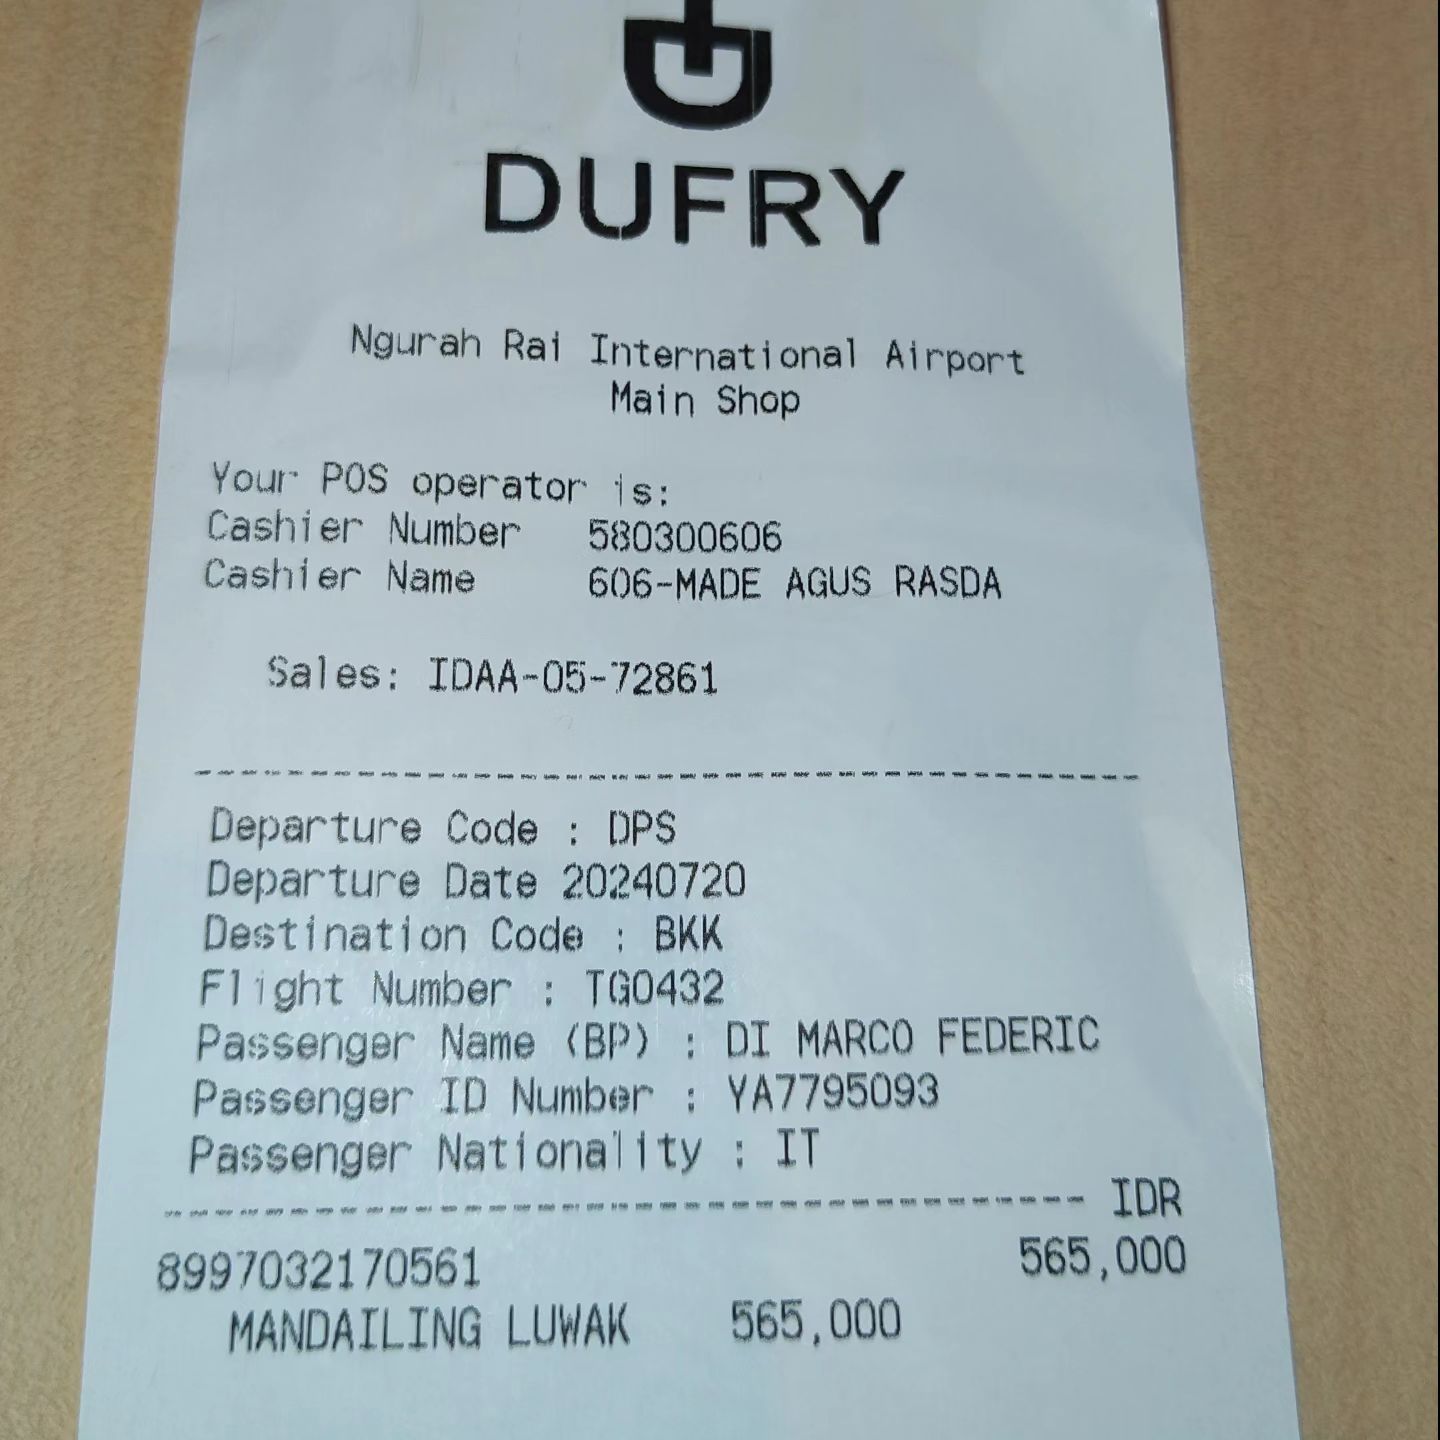 DUFRY
Ngurah Rai International Airport
Main Shop
Your POS operator is:
Cashier Number 580300606
Cashier Name 606-MADE AGUS RASDA
Sales: IDAA-05-72861
Departure Code : DPS
Departure Date 20240720
Destination Code : BKK
Flight Number : TG0432
Passenger Name (BP) : DI MARCO FEDERIC
Passenger ID Number : YA7795093
Passenger Nationality : IT
IDR
8997032170561 565,000
MANDAILING LUWAK 565,000